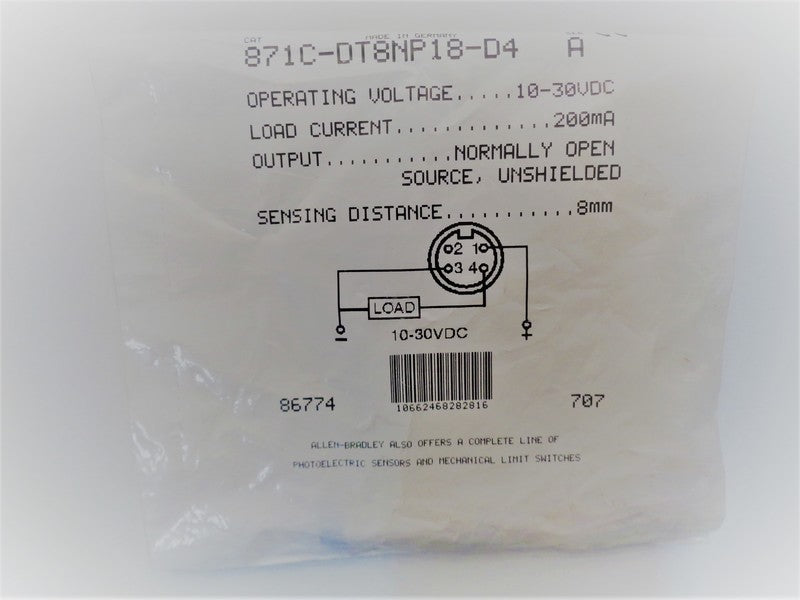 CAT MADE IN GERMANY
871C-DT8NP18-D4 A
OPERATING VOLTAGE.....10-30VDC
LOAD CURRENT............200mA
OUTPUT...........NORMALLY OPEN
SOURCE, UNSHIELDED
SENSING DISTANCE...........8mm
2 1
3 4
LOAD
- 10-30VDC +
86774 10662468282816 707
ALLEN-BRADLEY ALSO OFFERS A COMPLETE LINE OF
PHOTOELECTRIC SENSORS AND MECHANICAL LIMIT SWITCHES